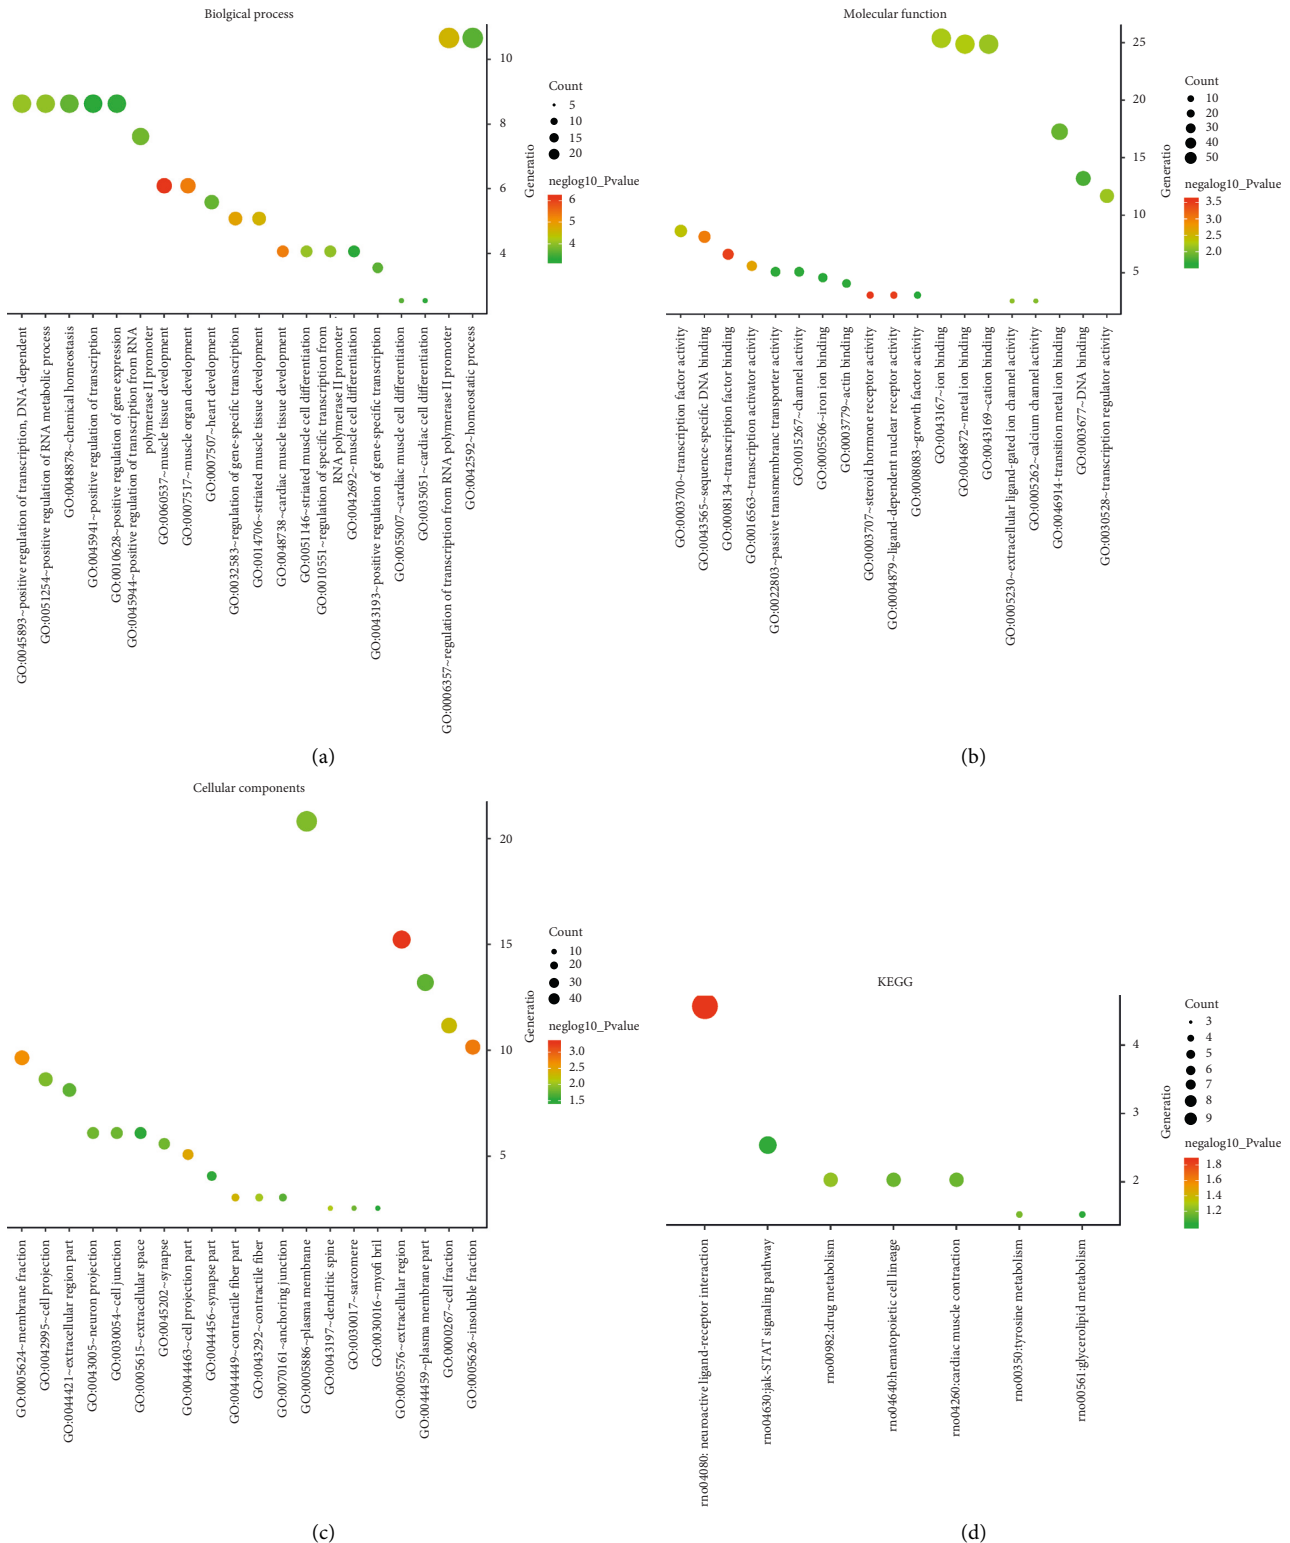 Biolgical process
10
8
6
4
Generatio
Count
5
10
15
20
neglog10_Pvalue
6
5
4
GO:0045893~positive regulation of transcription, DNA-dependent
GO:0051254~positive regulation of RNA metabolic process
GO:0048878~chemical homeostasis
GO:0045941~positive regulation of transcription
GO:0010628~positive regulation of gene expression
GO:0045944~positive regulation of transcription from RNA
polymerase II promoter
GO:0060537~muscle tissue development
GO:0007517~muscle organ development
GO:0007507~heart development
GO:0032583~regulation of gene-specific transcription
GO:0014706~striated muscle tissue development
GO:0048738~cardiac muscle tissue development
GO:0051146~striated muscle cell differentiation
GO:0010551~regulation of specific transcription from
RNA polymerase II promoter
GO:0042692~muscle cell differentiation
GO:0043193~positive regulation of gene-specific transcription
GO:0055007~cardiac muscle cell differentiation
GO:0035051~cardiac cell differentiation
GO:0006357~regulation of transcription from RNA polymerase II promoter
GO:0042592~homeostatic process
(a)
Molecular function
25
20
15
10
5
Generatio
Count
10
20
30
40
50
negalog10_Pvalue
3.5
3.0
2.5
2.0
GO:0003700~transcription factor activity
GO:0043565~sequence-specific DNA binding
GO:0008134~transcription factor binding
GO:0016563~transcription activator activity
GO:0022803~passive transmembranc transporter activity
GO:0015267~channel activity
GO:0005506~iron ion binding
GO:0003779~actin binding
GO:0003707~steroid hormone receptor activity
GO:0004879~ligand-dependent nuclear receptor activity
GO:0008083~growth factor activity
GO:0043167~ion binding
GO:0046872~metal ion binding
GO:0043169~cation binding
GO:0005230~extracellular ligand-gated ion channel activity
GO:0005262~calcium channel activity
GO:0046914-transition metal ion binding
GO:0003677~DNA binding
GO:0030528~transcription regulator activity
(b)
Cellular components
20
15
10
5
Generatio
Count
10
20
30
40
neglog10_Pvalue
3.0
2.5
2.0
1.5
GO:0005624~membrane fraction
GO:0042995~cell projection
GO:0044421~extracellular region part
GO:0043005~neuron projection
GO:0030054~cell junction
GO:0005615~extracellular space
GO:0045202~synapse
GO:0044463~cell projection part
GO:0044456~synapse part
GO:0044449~contractile fiber part
GO:0043292~contractile fiber
GO:0070161~anchoring junction
GO:0005886~plasma membrane
GO:0043197~dendritic spine
GO:0030017~sarcomere
GO:0030016~myofi bril
GO:0005576~extracellular region
GO:0044459~plasma membrane part
GO:0000267~cell fraction
GO:0005626~insoluble fraction
(c)
KEGG
4
3
2
Generatio
Count
3
4
5
6
7
8
9
negalog10_Pvalue
1.8
1.6
1.4
1.2
rno04080: neuroactive ligand-receptor interaction
rno04630:jak-STAT signaling pathway
rno00982:drug metabolism
rno04640:hematopoietic cell lineage
rno04260:cardiac muscle contraction
rno00350:tyrosine metabolism
rno00561:glycerolipid metabolism
(d)